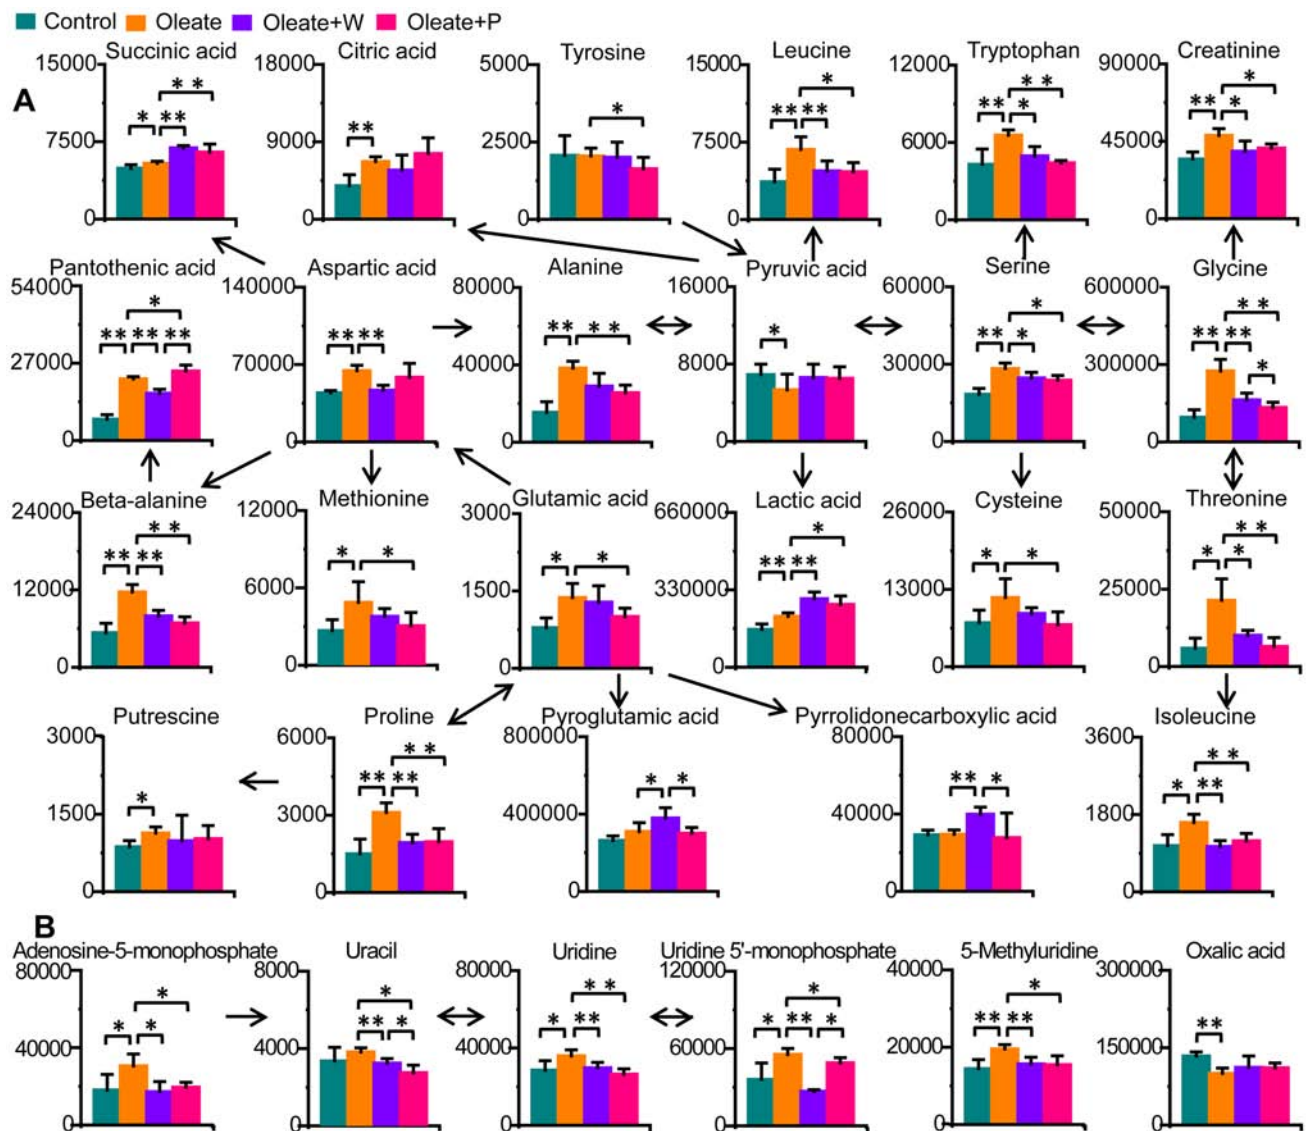 Control Oleate Oleate+W Oleate+P
A
Succinic acid Citric acid Tyrosine Leucine Tryptophan Creatinine
15000 18000 5000 15000 12000 90000
* ** ** ** * ** ** * ** * ** ** * *
7500 9000 2500 7500 6000 45000
0 0 0 0 0 0
Pantothenic acid Aspartic acid Alanine Pyruvic acid Serine Glycine
54000 140000 80000 16000 60000 600000
** ** ** * ** ** ** ** * ** * * ** ** ** *
27000 70000 40000 8000 30000 300000
0 0 0 0 0 0
Beta-alanine Methionine Glutamic acid Lactic acid Cysteine Threonine
24000 12000 3000 660000 26000 50000
** ** ** * * * * ** ** * * * * * **
12000 6000 1500 330000 13000 25000
0 0 0 0 0 0
Putrescine Proline Pyroglutamic acid Pyrrolidonecarboxylic acid Isoleucine
3000 6000 800000 80000 3600
* ** ** ** * * ** * * ** **
1500 3000 400000 40000 1800
0 0 0 0 0
B
Adenosine-5-monophosphate Uracil Uridine Uridine 5'-monophosphate 5-Methyluridine Oxalic acid
80000 8000 40000 120000 40000 300000
* * * ** * * * ** ** * ** * * ** ** * **
40000 4000 20000 60000 20000 150000
0 0 0 0 0 0